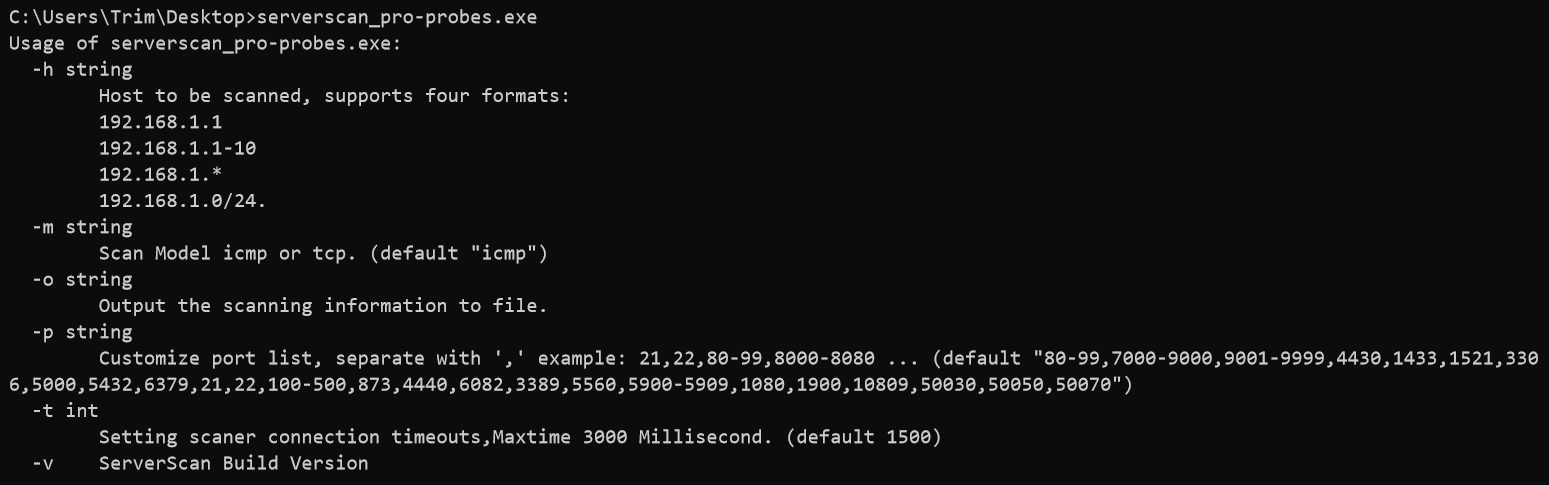 C:\Users\Trim\Desktop>serverscan_pro-probes.exe
Usage of serverscan_pro-probes.exe:
  -h string
        Host to be scanned, supports four formats:
        192.168.1.1
        192.168.1.1-10
        192.168.1.*
        192.168.1.0/24.
  -m string
        Scan Model icmp or tcp. (default "icmp")
  -o string
        Output the scanning information to file.
  -p string
        Customize port list, separate with ',' example: 21,22,80-99,8000-8080 ... (default "80-99,7000-9000,9001-9999,4430,1433,1521,330
6,5000,5432,6379,21,22,100-500,873,4440,6082,3389,5560,5900-5909,1080,1900,10809,50030,50050,50070")
  -t int
        Setting scaner connection timeouts,Maxtime 3000 Millisecond. (default 1500)
  -v    ServerScan Build Version